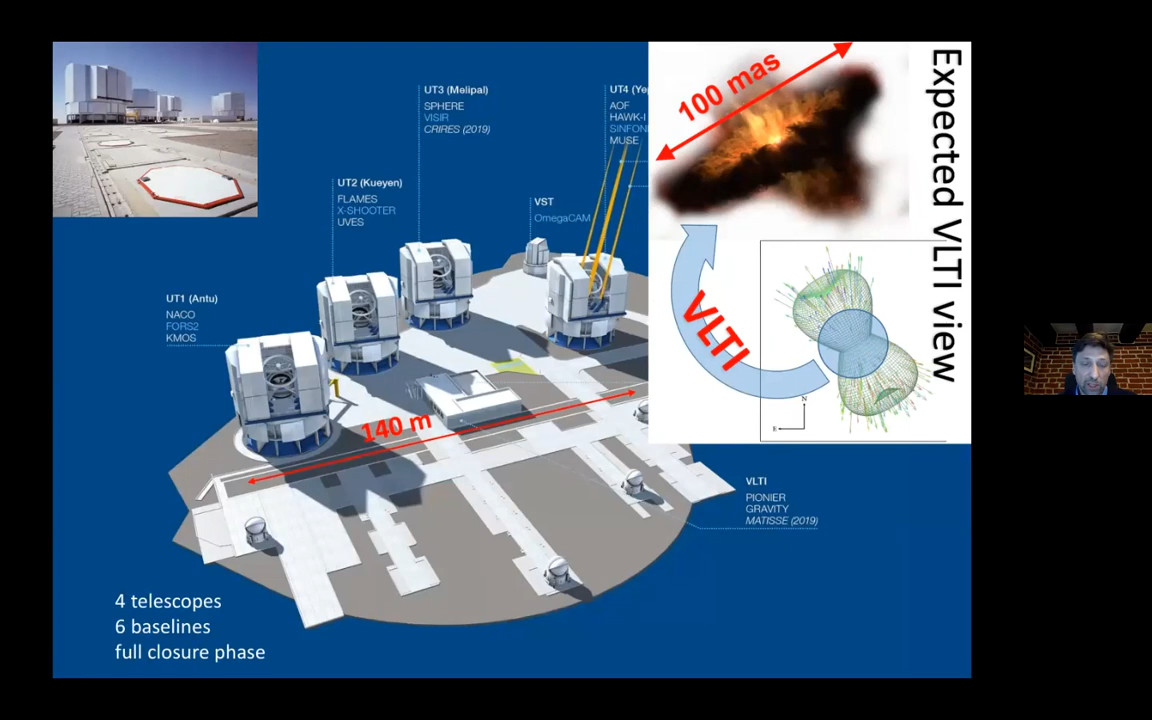 UT3 (Melipal)
SPHERE
VISIR
CRIRES (2019)
UT4 (Ye
AOF
HAWK-I
SINFON
MUSE
UT2 (Kueyen)
FLAMES
X-SHOOTER
UVES
VST
OmegaCAM
UT1 (Antu)
NACO
FORS2
KMOS
140 m
VLTI
PIONIER
GRAVITY
MATISSE (2019)
4 telescopes
6 baselines
full closure phase
100 mas
VLTI
N
E
Expected VLTI view